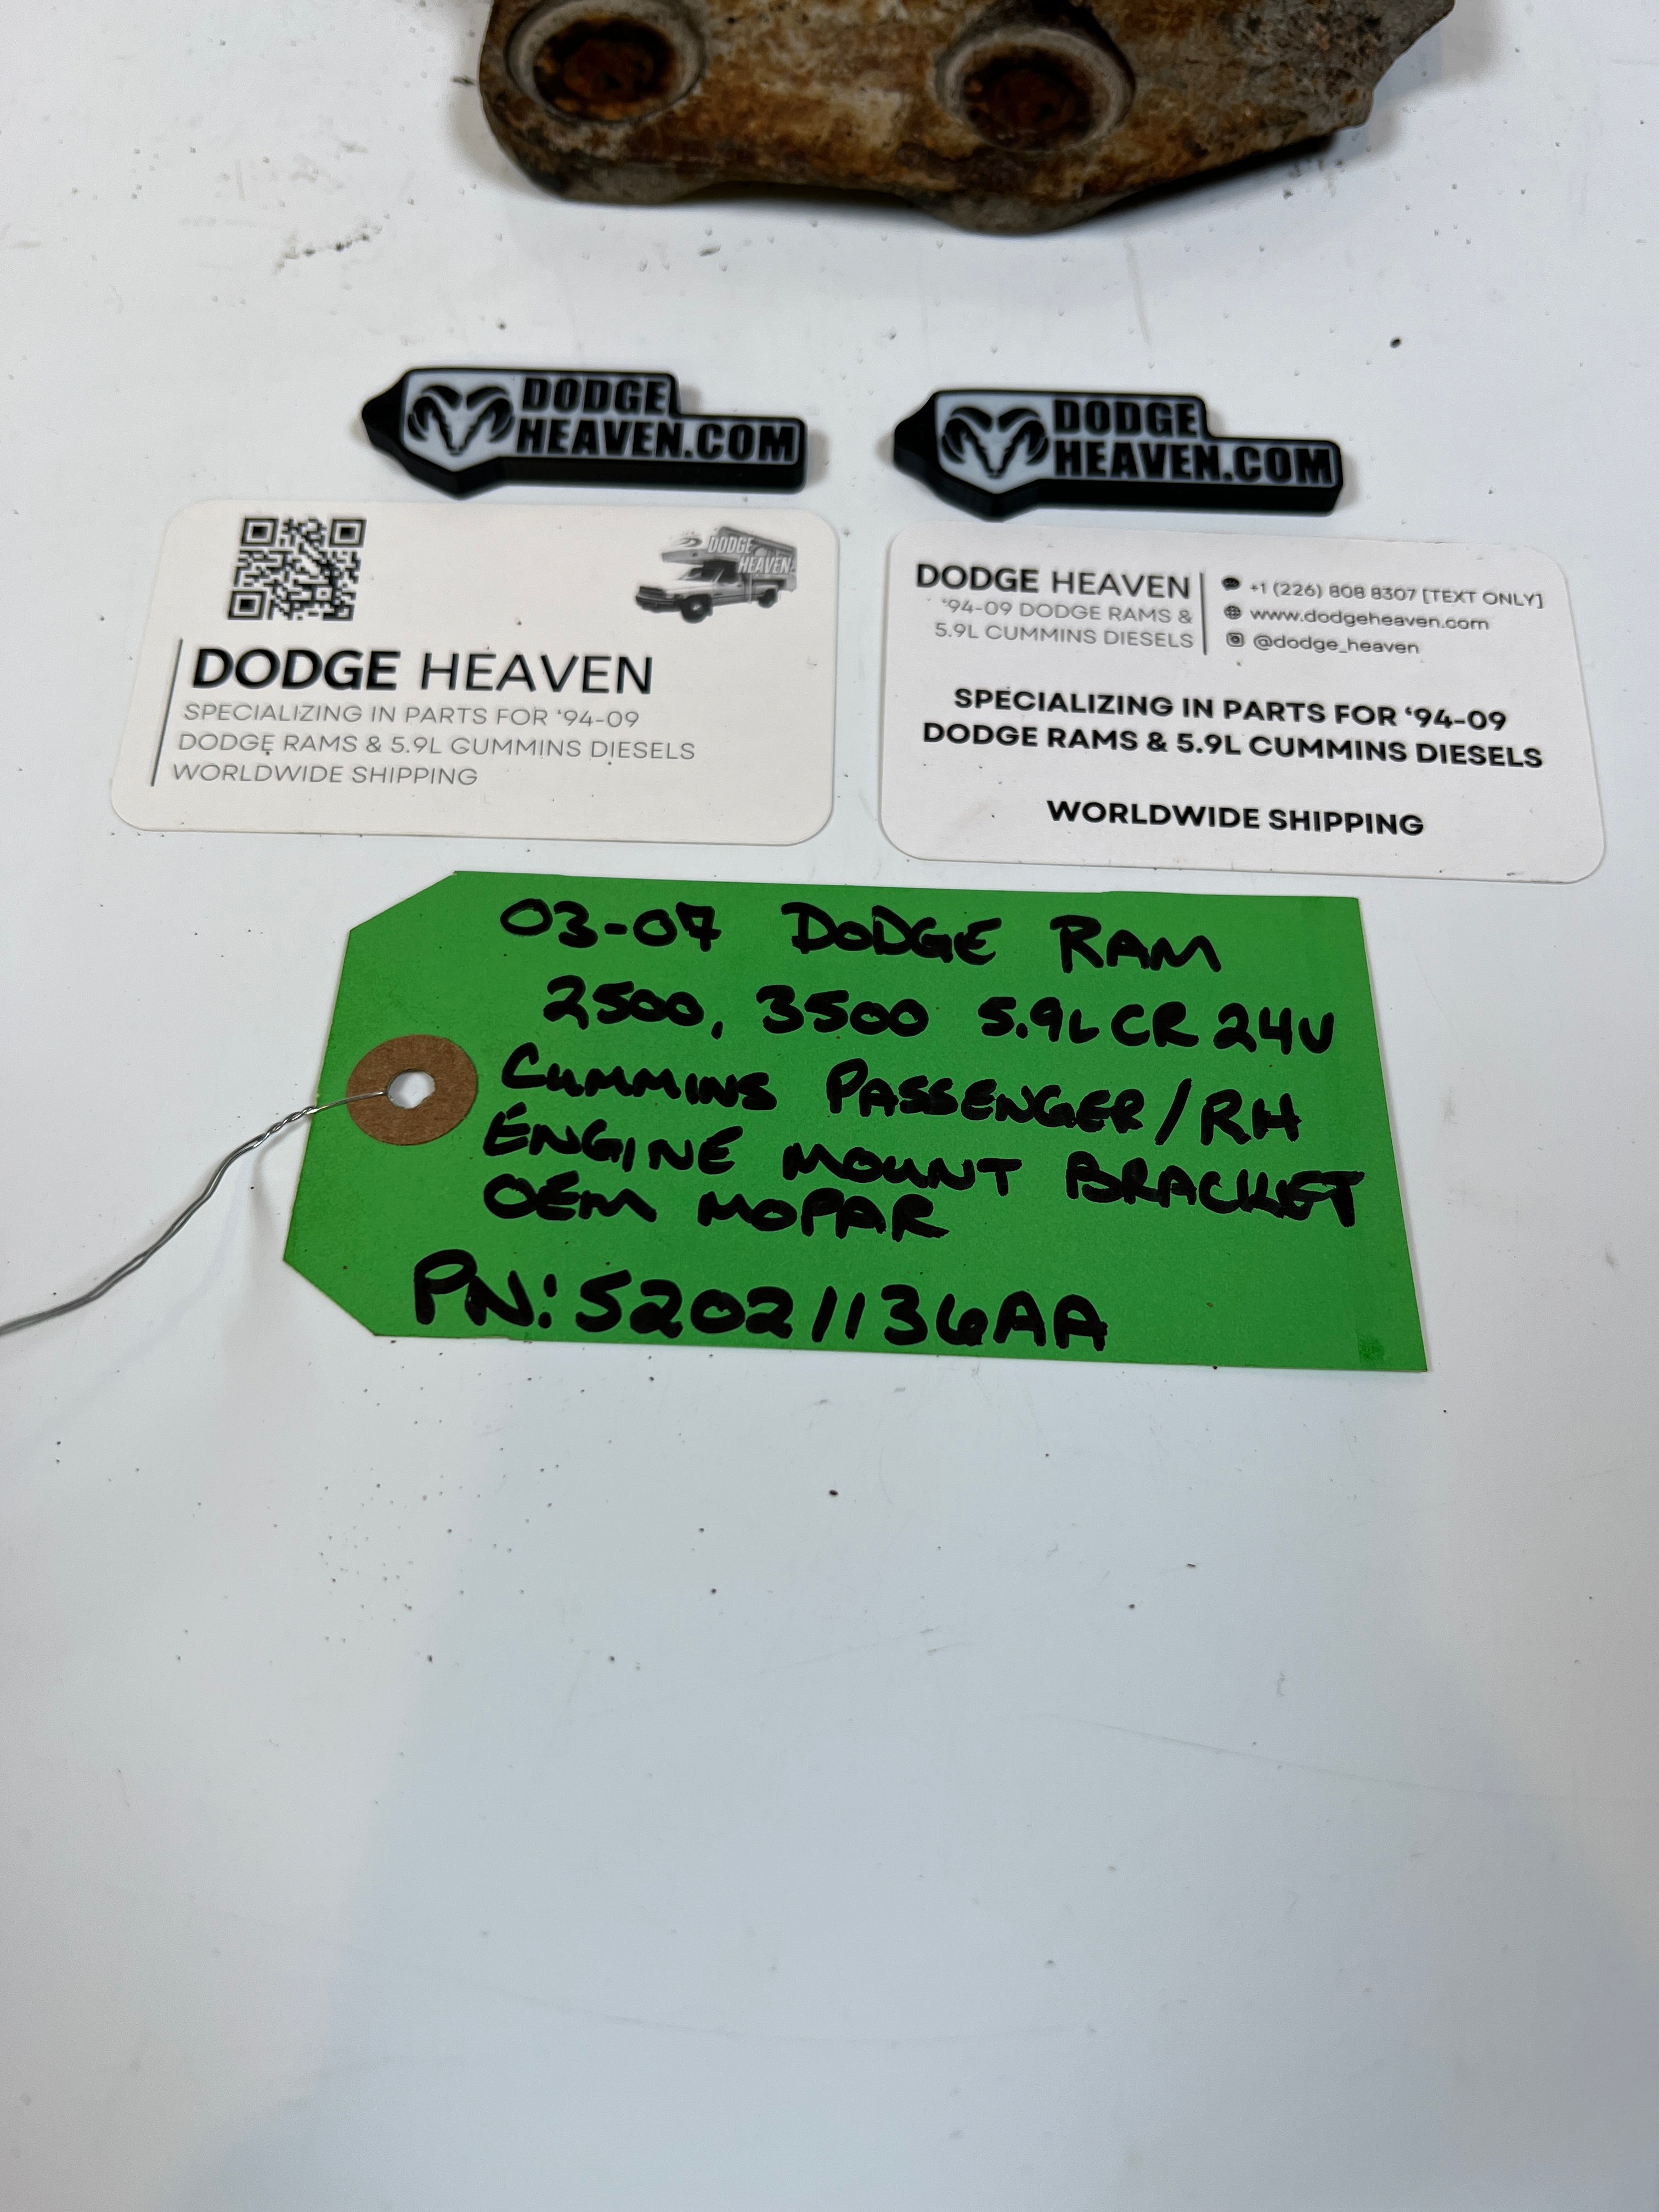 DODGE
HEAVEN.COM
DODGE
HEAVEN.COM
DODGE
HEAVEN
DODGE HEAVEN
SPECIALIZING IN PARTS FOR '94-09
DODGE RAMS & 5.9L CUMMINS DIESELS
WORLDWIDE SHIPPING
DODGE HEAVEN
'94-09 DODGE RAMS &
5.9L CUMMINS DIESELS
+1 (226) 808 8307 [TEXT ONLY]
www.dodgeheaven.com
@dodge_heaven
SPECIALIZING IN PARTS FOR '94-09
DODGE RAMS & 5.9L CUMMINS DIESELS
WORLDWIDE SHIPPING
03-07 DODGE RAM
2500, 3500 5.9L CR 24V
CUMMINS PASSENGER/RH
ENGINE MOUNT BRACKET
OEM MOPAR
PN: 52021136AA